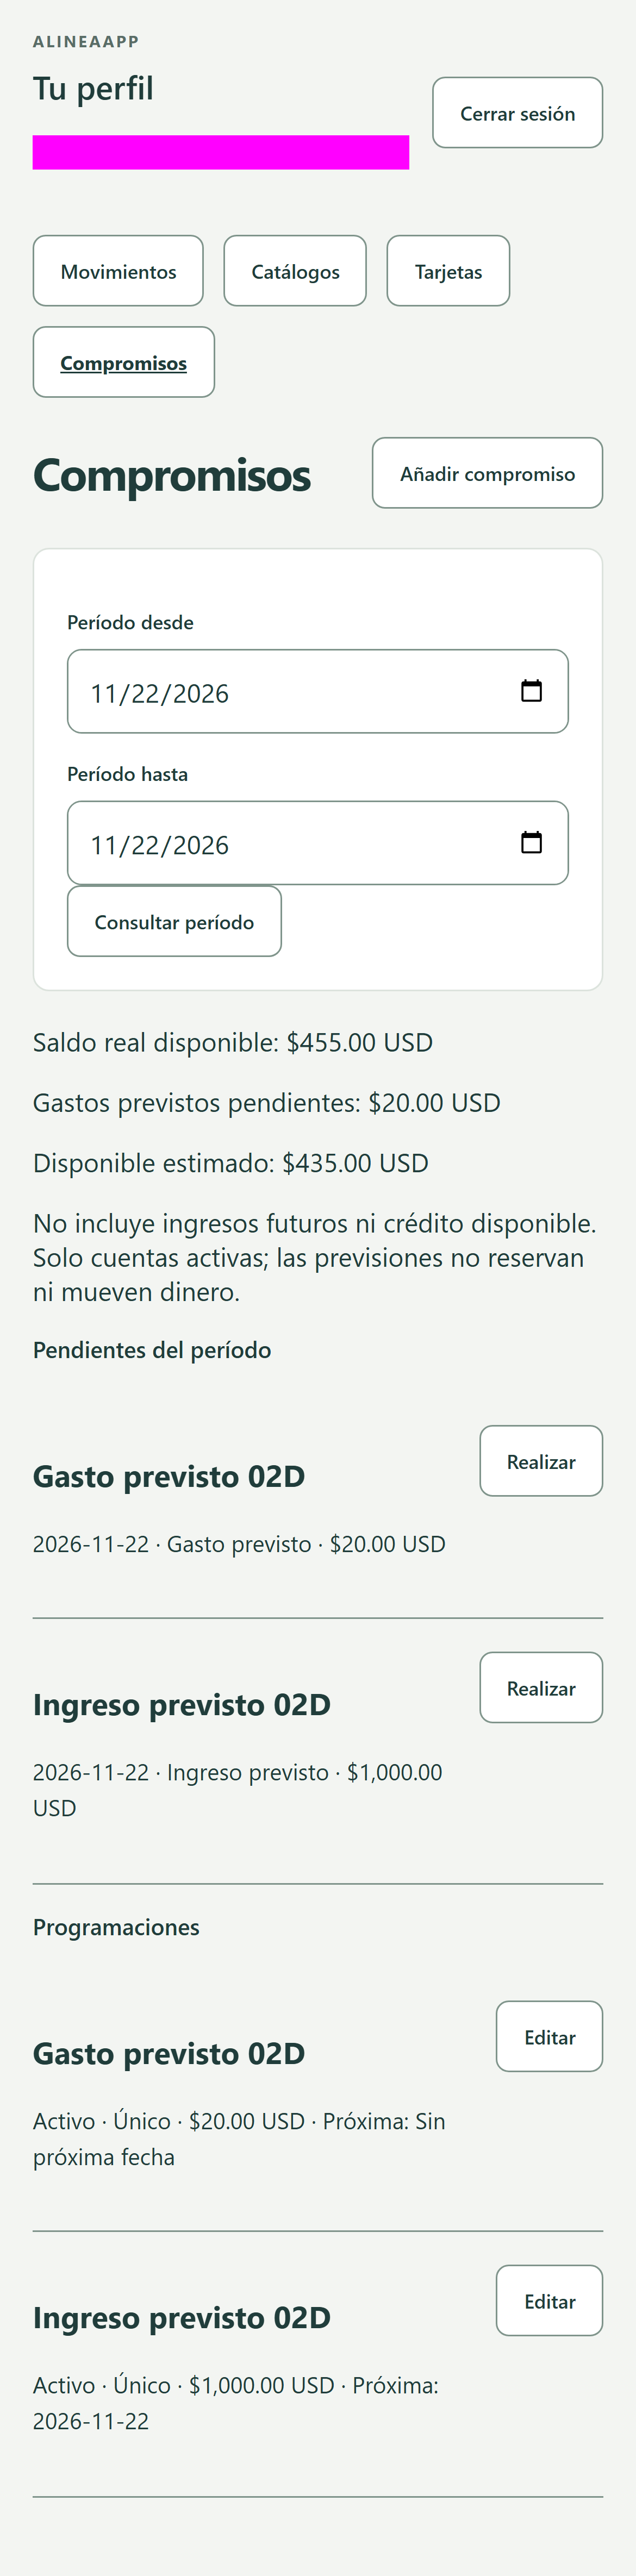 ALINEAAPP
Tu perfil
Cerrar sesión
Movimientos
Catálogos
Tarjetas
Compromisos
Compromisos
Añadir compromiso
Período desde
11/22/2026
Período hasta
11/22/2026
Consultar período
Saldo real disponible: $455.00 USD
Gastos previstos pendientes: $20.00 USD
Disponible estimado: $435.00 USD
No incluye ingresos futuros ni crédito disponible.
Solo cuentas activas; las previsiones no reservan
ni mueven dinero.
Pendientes del período
Gasto previsto 02D
Realizar
2026-11-22 · Gasto previsto · $20.00 USD
Ingreso previsto 02D
Realizar
2026-11-22 · Ingreso previsto · $1,000.00
USD
Programaciones
Gasto previsto 02D
Editar
Activo · Único · $20.00 USD · Próxima: Sin
próxima fecha
Ingreso previsto 02D
Editar
Activo · Único · $1,000.00 USD · Próxima:
2026-11-22